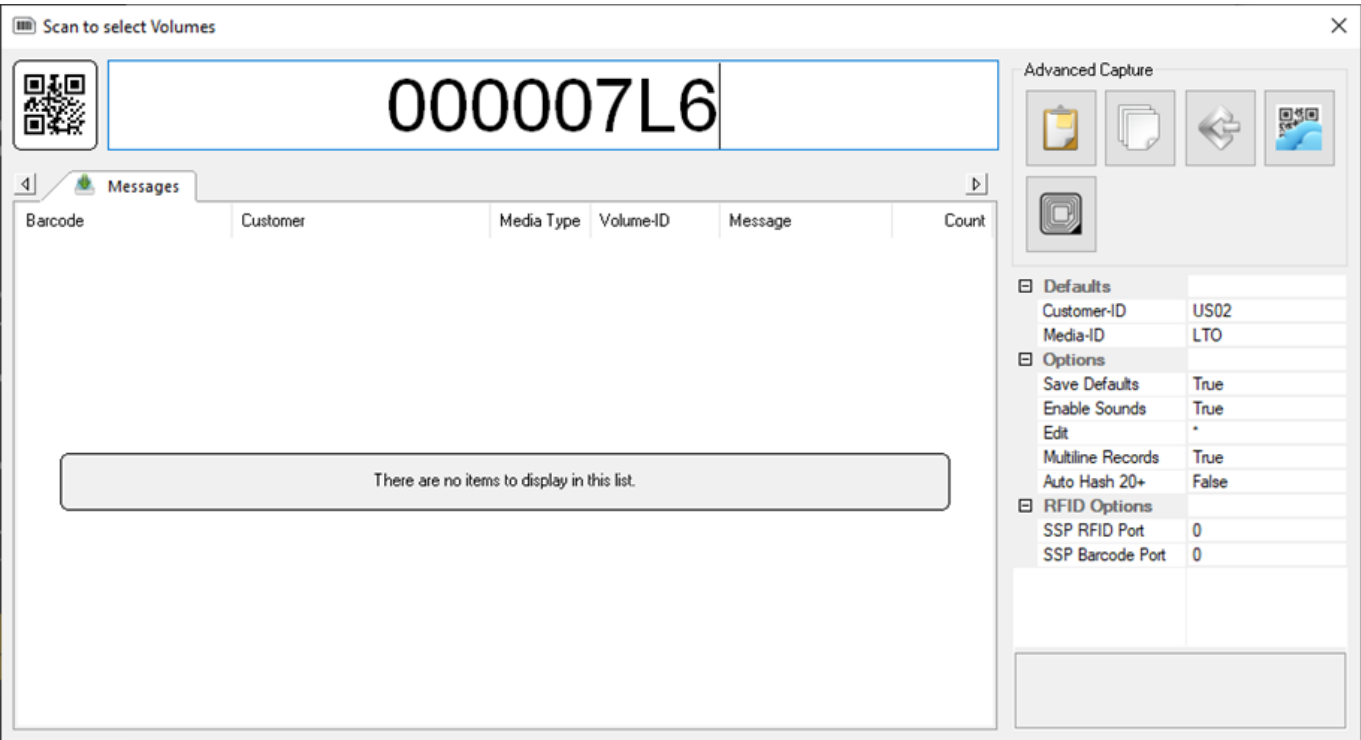 Scan to select Volumes
000007L6
Messages
Barcode Customer Media Type Volume-ID Message Count
There are no items to display in this list.
Advanced Capture
Defaults
Customer-ID US02
Media-ID LTO
Options
Save Defaults True
Enable Sounds True
Edit *
Multiline Records True
Auto Hash 20+ False
RFID Options
SSP RFID Port 0
SSP Barcode Port 0